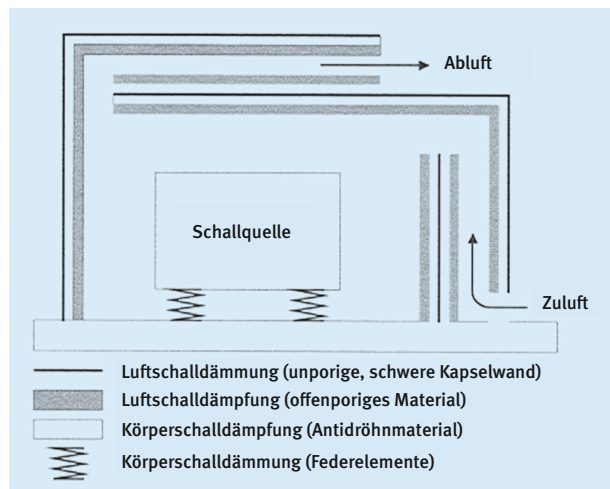 Abluft
Schallquelle
Zuluft
Luftschalldämmung (unporige, schwere Kapselwand)
Luftschalldämpfung (offenporiges Material)
Körperschalldämpfung (Antidröhnmaterial)
Körperschalldämmung (Federelemente)